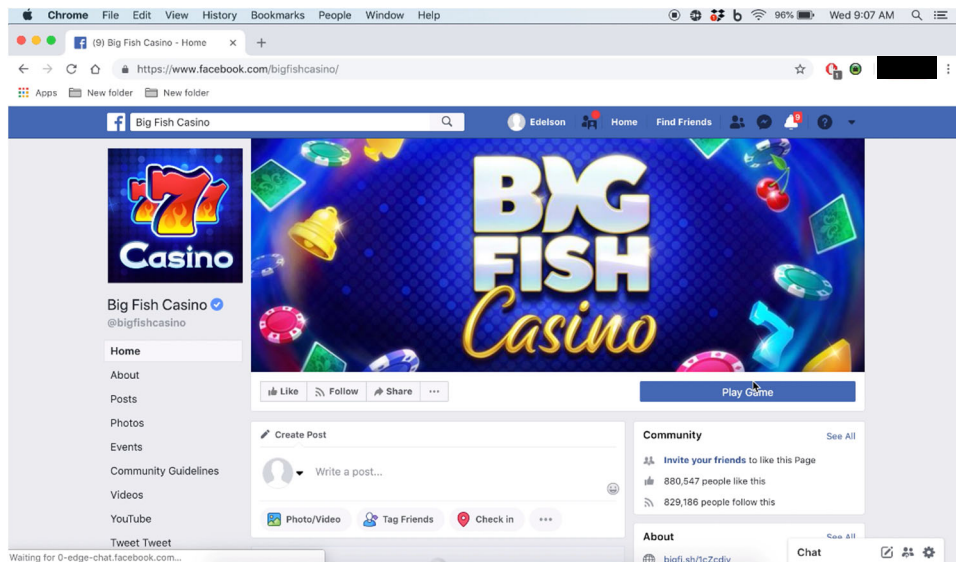 Chrome File Edit View History Bookmarks People Window Help 96% Wed 9:07 AM
(9) Big Fish Casino - Home
https://www.facebook.com/bigfishcasino/
1
Apps New folder New folder
Big Fish Casino Edelson Home Find Friends 9
777
Casino
BIG
FISH
Casino
Big Fish Casino
@bigfishcasino
Home
About
Posts
Photos
Events
Community Guidelines
Videos
YouTube
Tweet Tweet
Like Follow Share
Play Game
Create Post
Write a post...
Photo/Video Tag Friends Check in
Community See All
Invite your friends to like this Page
880,547 people like this
829,186 people follow this
About See All
bigfi.sh/1cZcdiv
Chat
Waiting for 0-edge-chat.facebook.com...